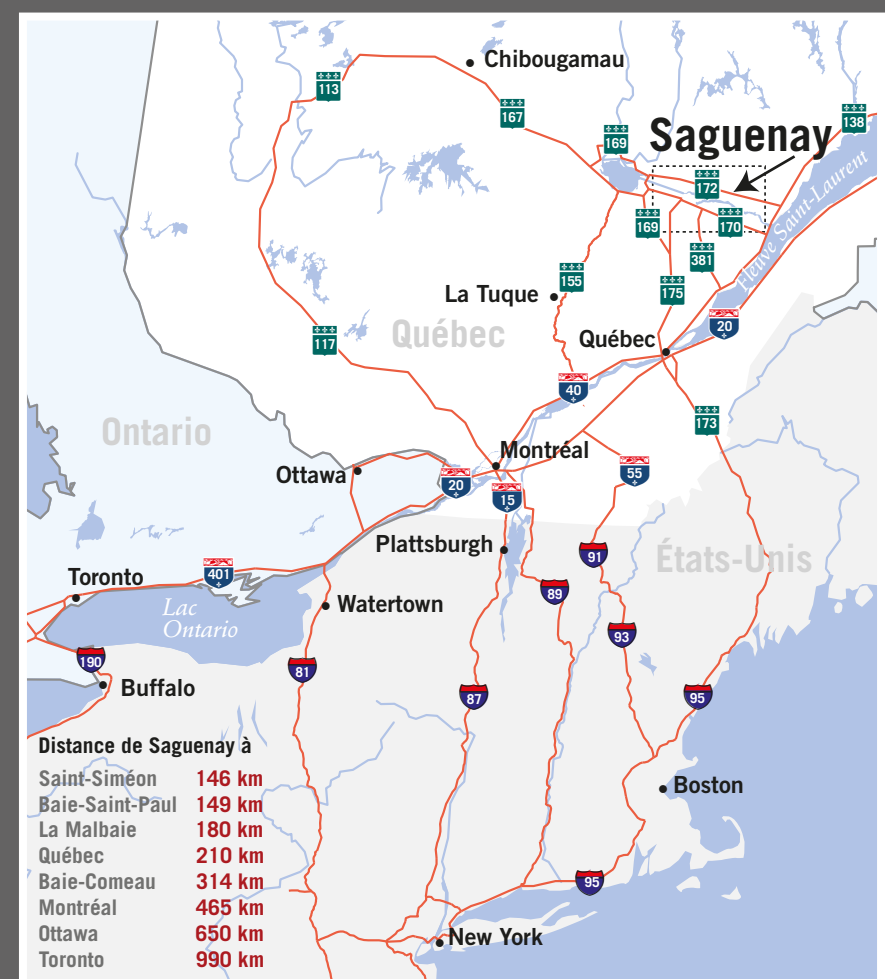 Chibougamau
113
167
138
169
Saguenay
172
169
170
381
Fleuve Saint-Laurent
155
175
La Tuque
20
Québec
Québec
117
40
173
Ontario
Montréal
Ottawa
20
15
55
Plattsburgh
91
États-Unis
Toronto
401
89
Lac
Ontario
Watertown
93
190
81
Buffalo
87
95
Distance de Saguenay à
Saint-Siméon 146 km
Baie-Saint-Paul 149 km
La Malbaie 180 km
Québec 210 km
Baie-Comeau 314 km
Montréal 465 km
Ottawa 650 km
Toronto 990 km
Boston
95
New York